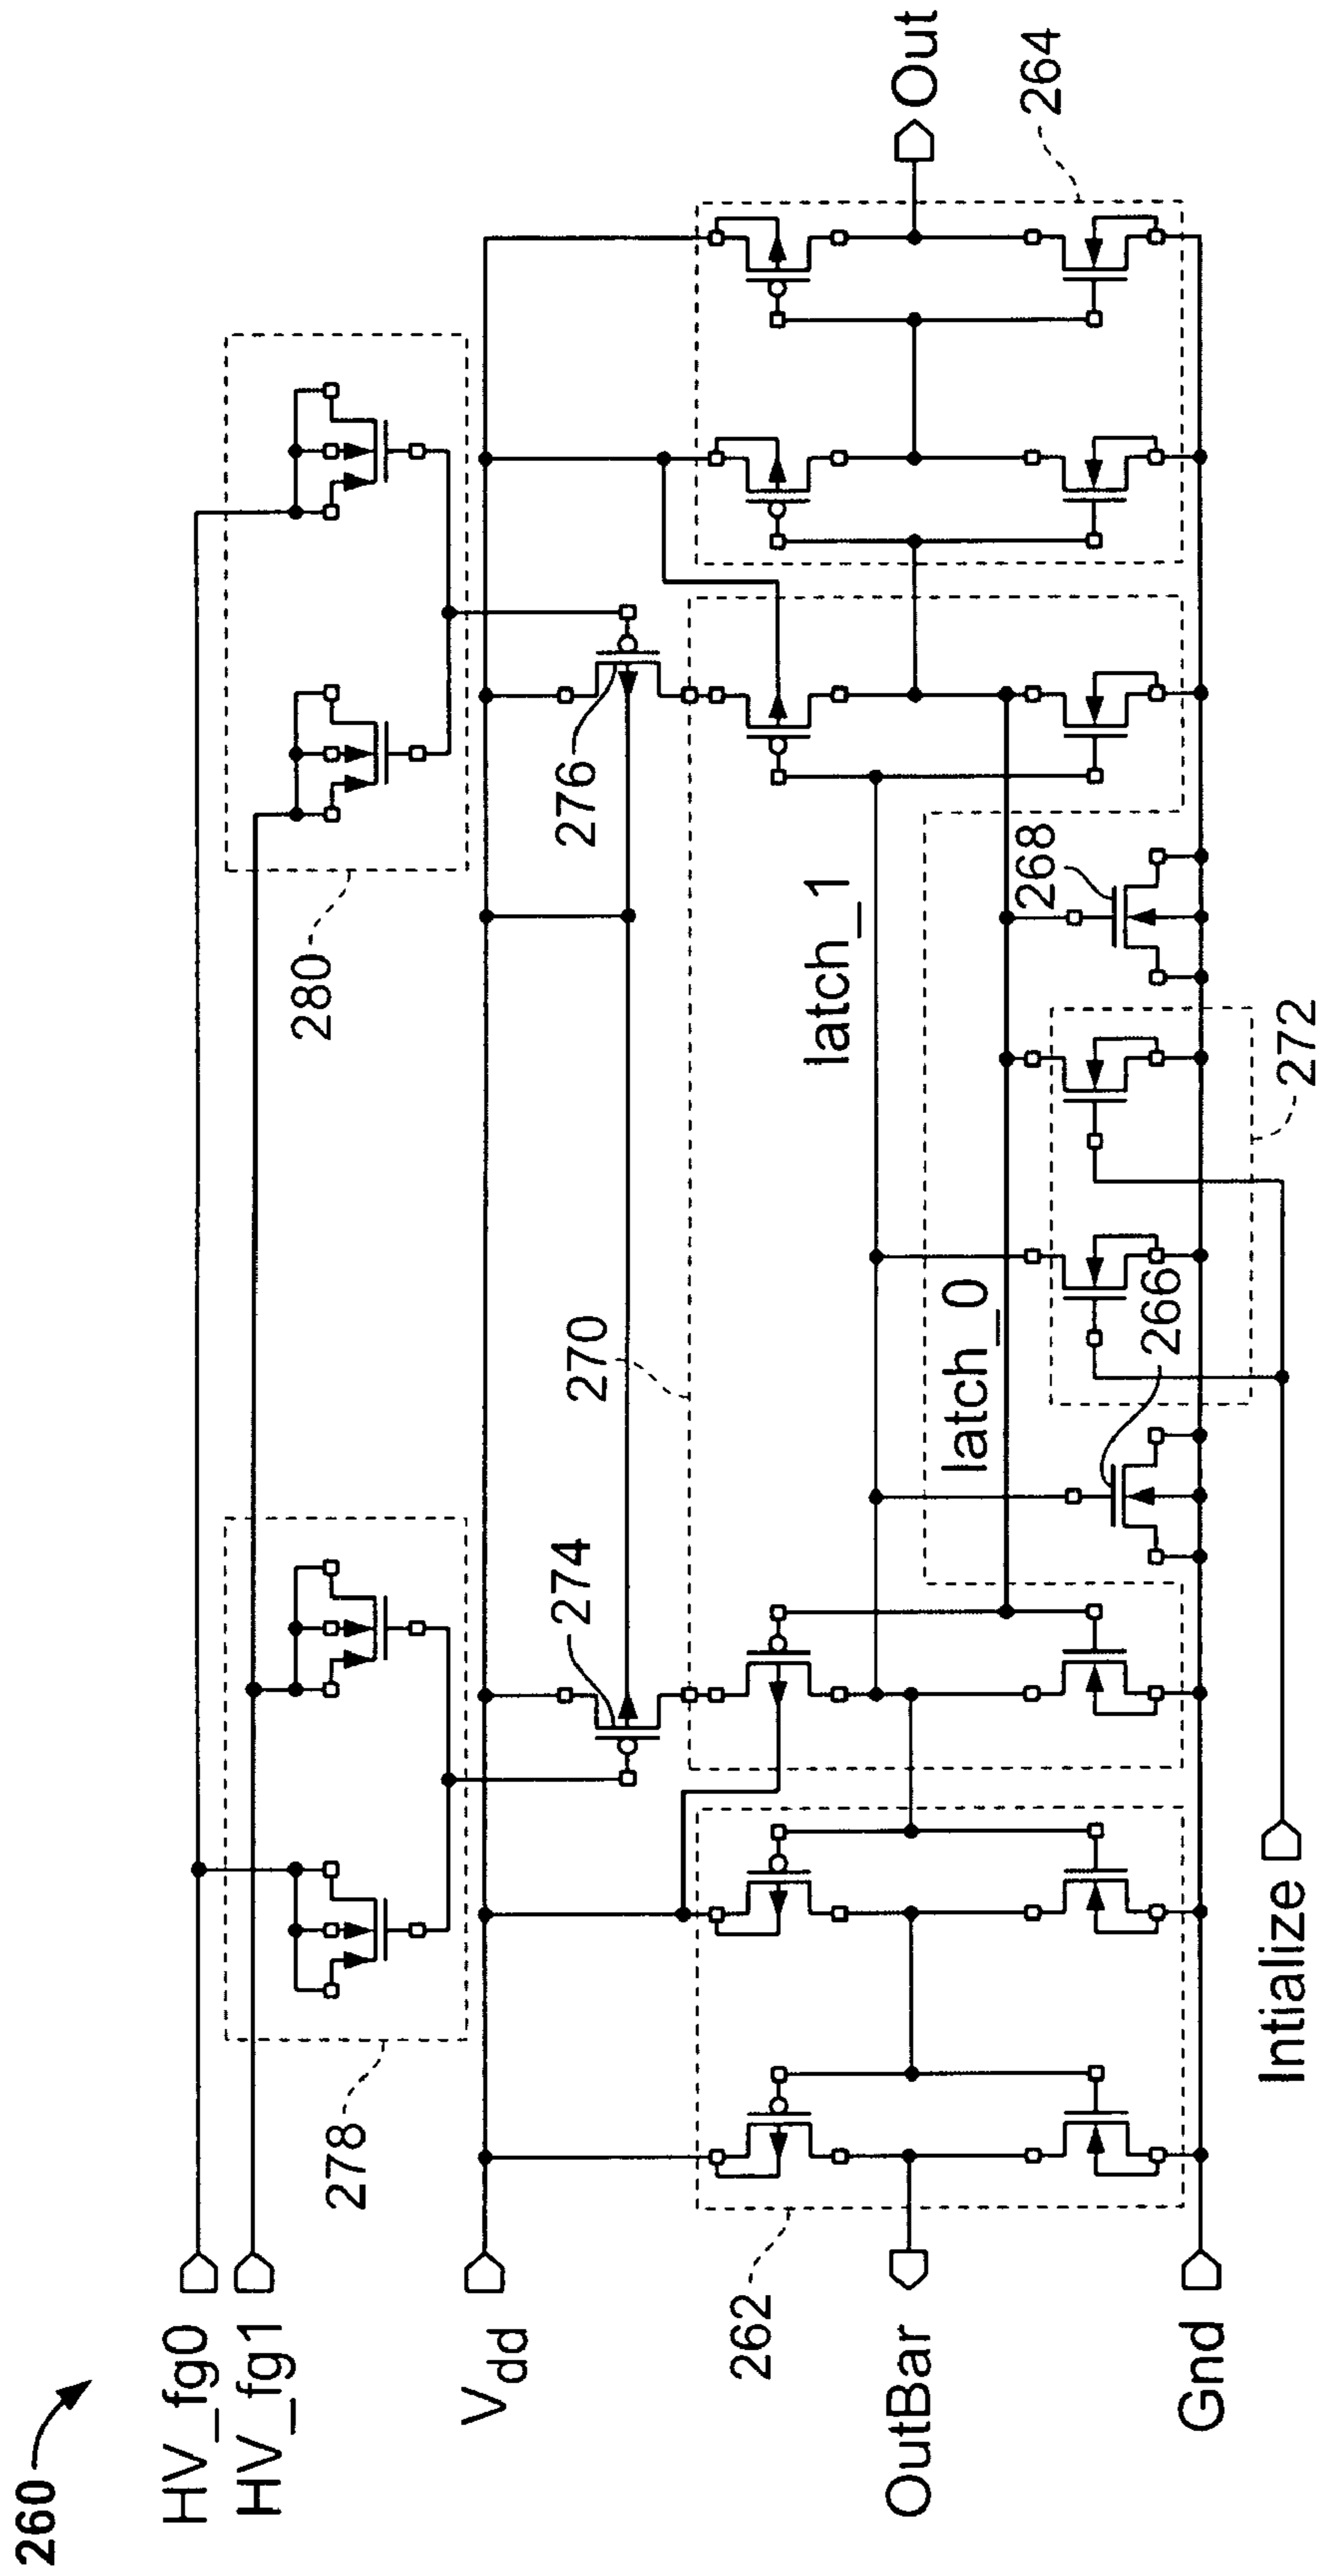 260
HV_fg0
HV_fg1
Vdd
OutBar
Gnd
Intialize
278
262
274
270
280
276
latch_1
latch_0
266
268
272
Out
264